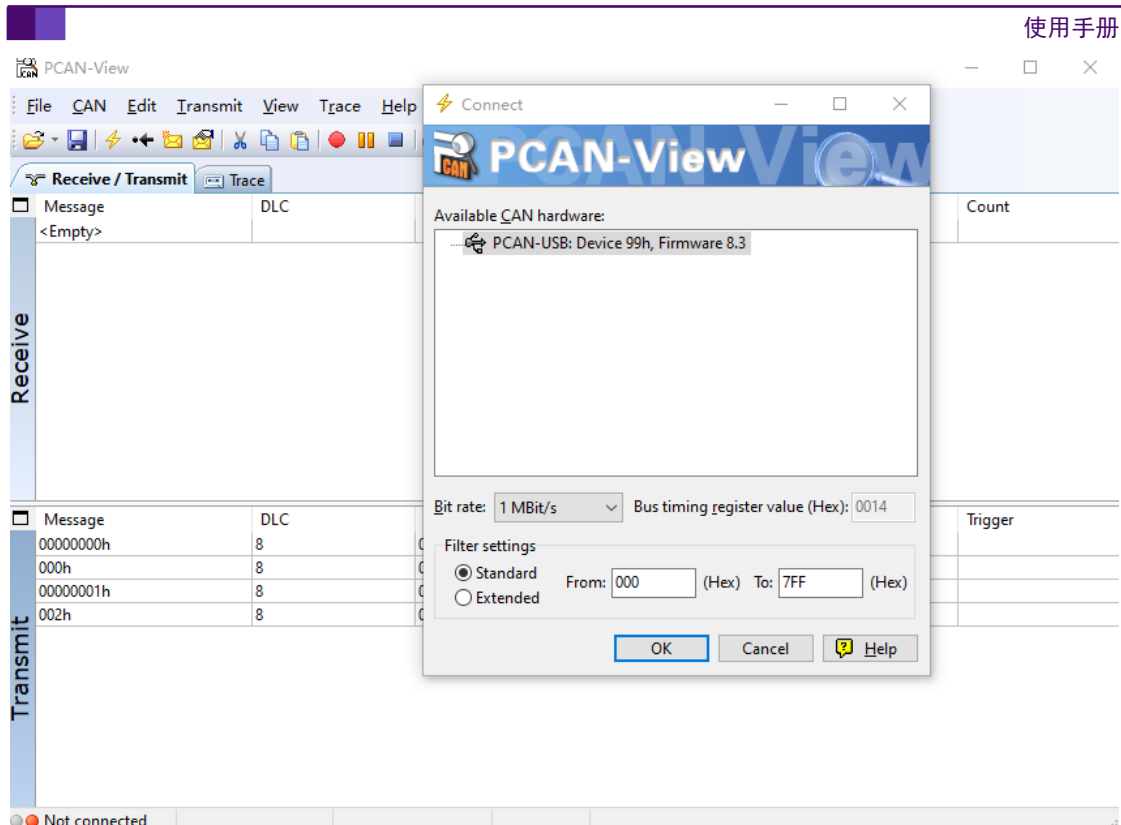 使用手册
PCAN-View
File CAN Edit Transmit View Trace Help
Receive / Transmit Trace
Message DLC Count
<Empty>
Receive
Message DLC Trigger
00000000h 8
000h 8
00000001h 8
002h 8
Transmit
Not connected
Connect
PCAN-View
Available CAN hardware:
PCAN-USB: Device 99h, Firmware 8.3
Bit rate: 1 MBit/s Bus timing register value (Hex): 0014
Filter settings
Standard
Extended
From: 000 (Hex) To: 7FF (Hex)
OK Cancel Help